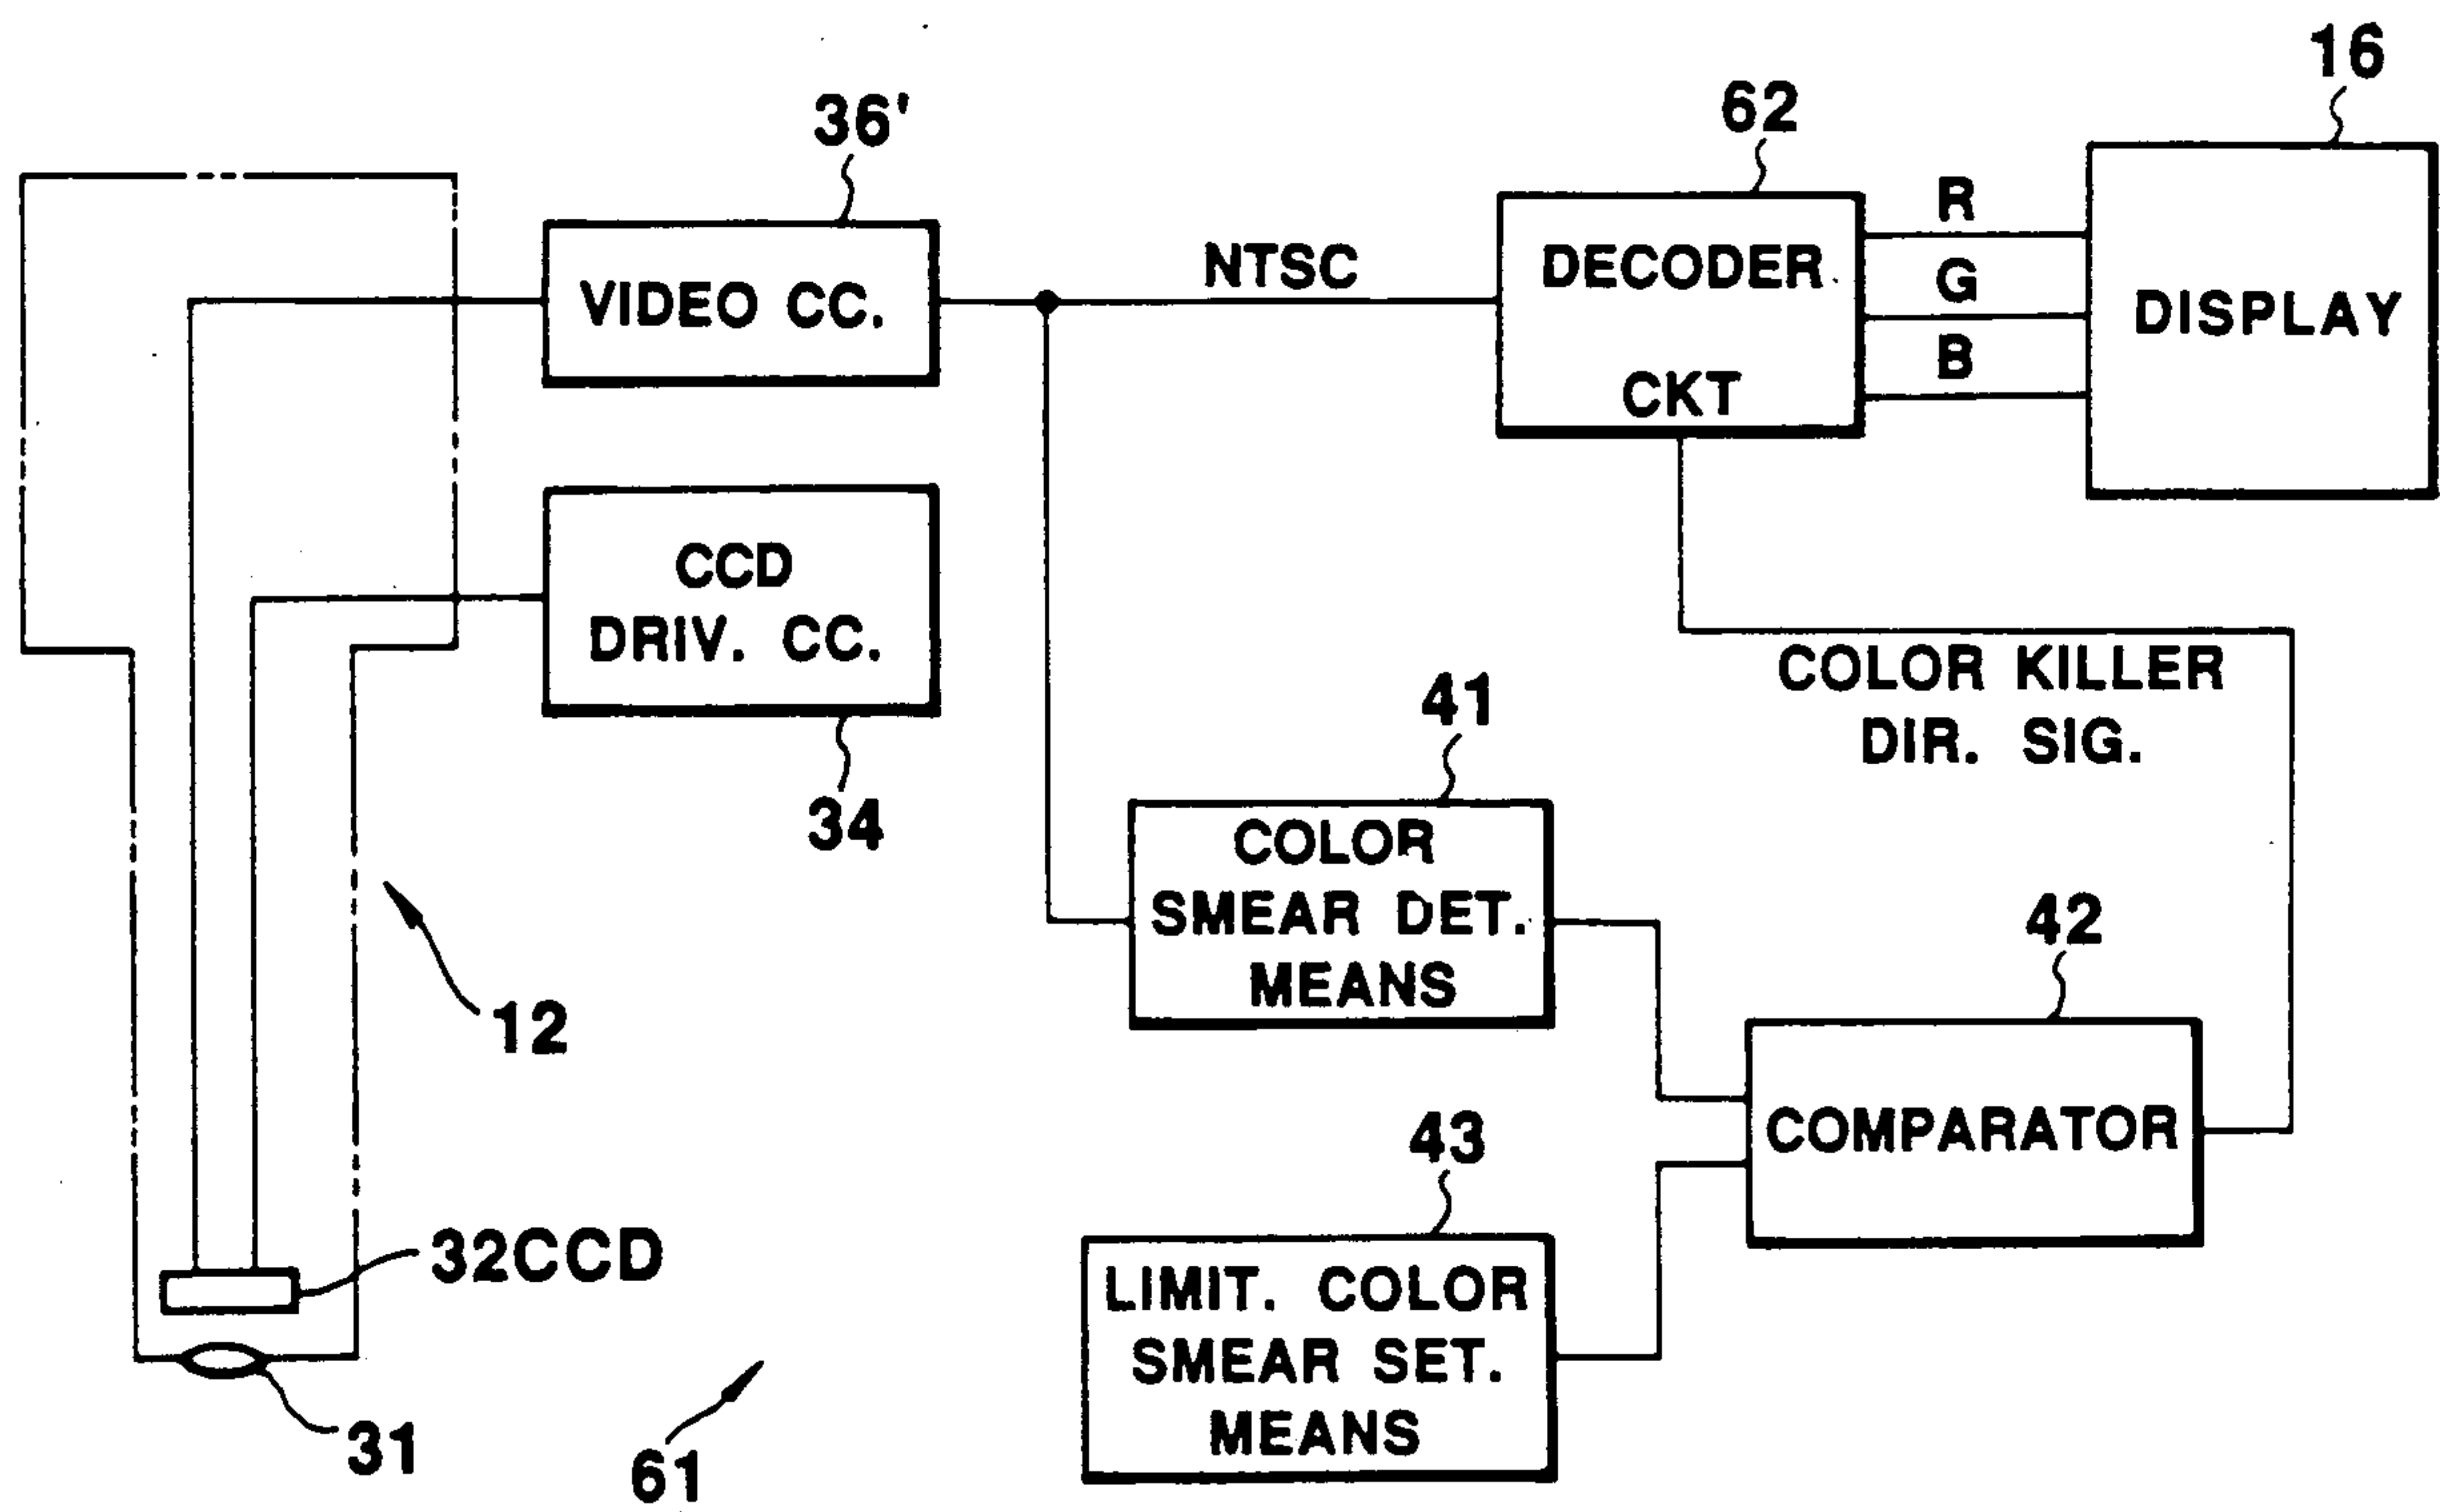 16
62
36'
R
NTSC
DECODER
G
VIDEO CC.
DISPLAY
B
CKT
CCD
DRIV. CC.
COLOR KILLER
DIR. SIG.
41
34
COLOR
SMEAR DET.
MEANS
42
12
COMPARATOR
43
32CCD
LIMIT. COLOR
SMEAR SET.
MEANS
31
61